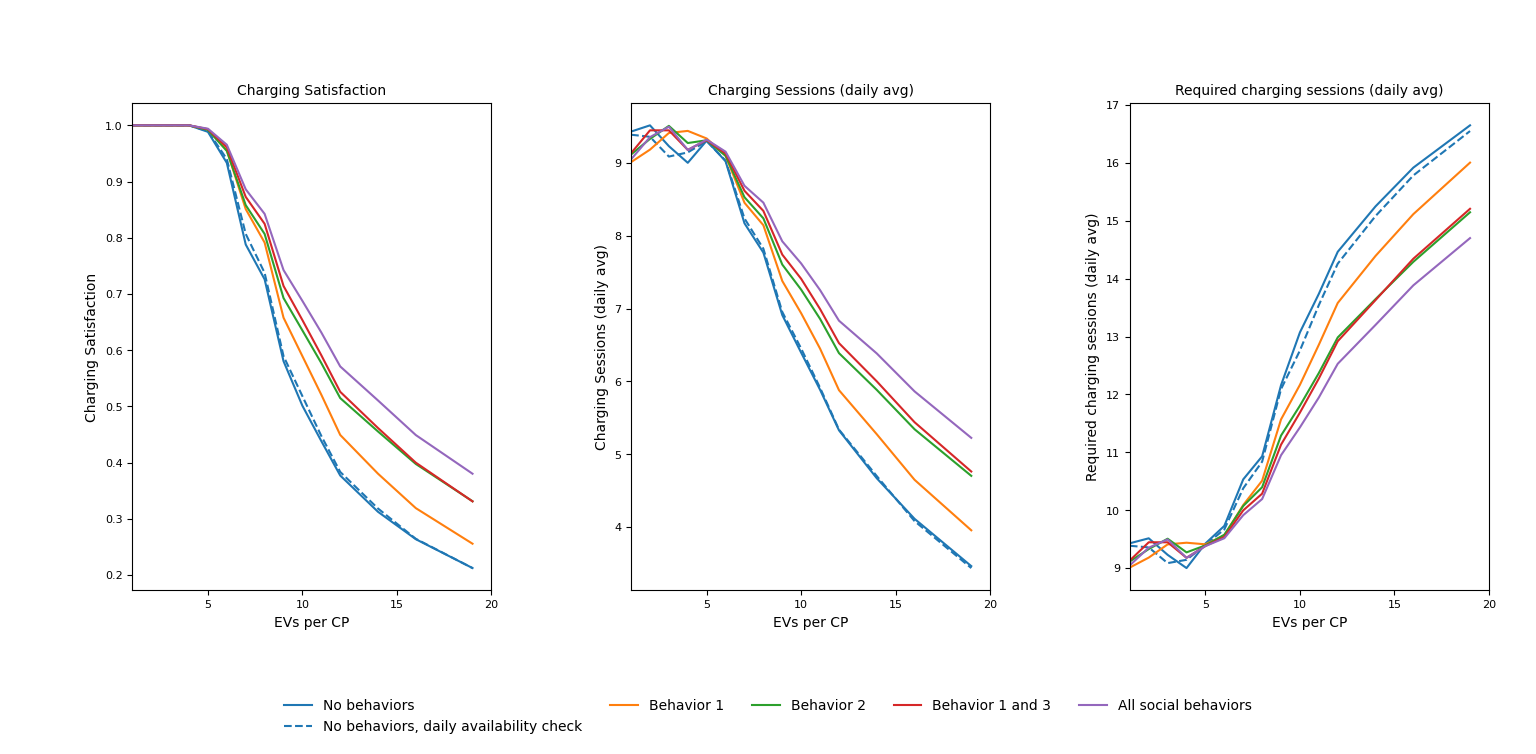 Charging Satisfaction
Charging Satisfaction
1.0
0.9
0.8
0.7
0.6
0.5
0.4
0.3
0.2
5 10 15 20
EVs per CP
Charging Sessions (daily avg)
Charging Sessions (daily avg)
9
8
7
6
5
4
5 10 15 20
EVs per CP
Required charging sessions (daily avg)
Required charging sessions (daily avg)
17
16
15
14
13
12
11
10
9
5 10 15 20
EVs per CP
No behaviors
No behaviors, daily availability check
Behavior 1
Behavior 2
Behavior 1 and 3
All social behaviors